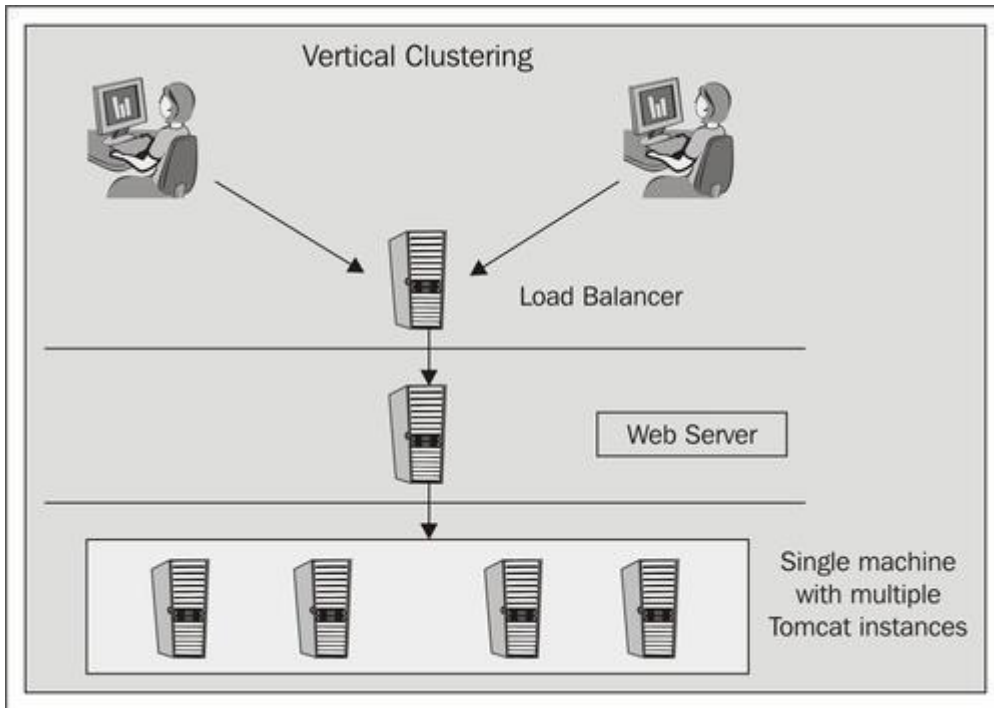 Vertical Clustering
Load Balancer
Web Server
Single machine
with multiple
Tomcat instances